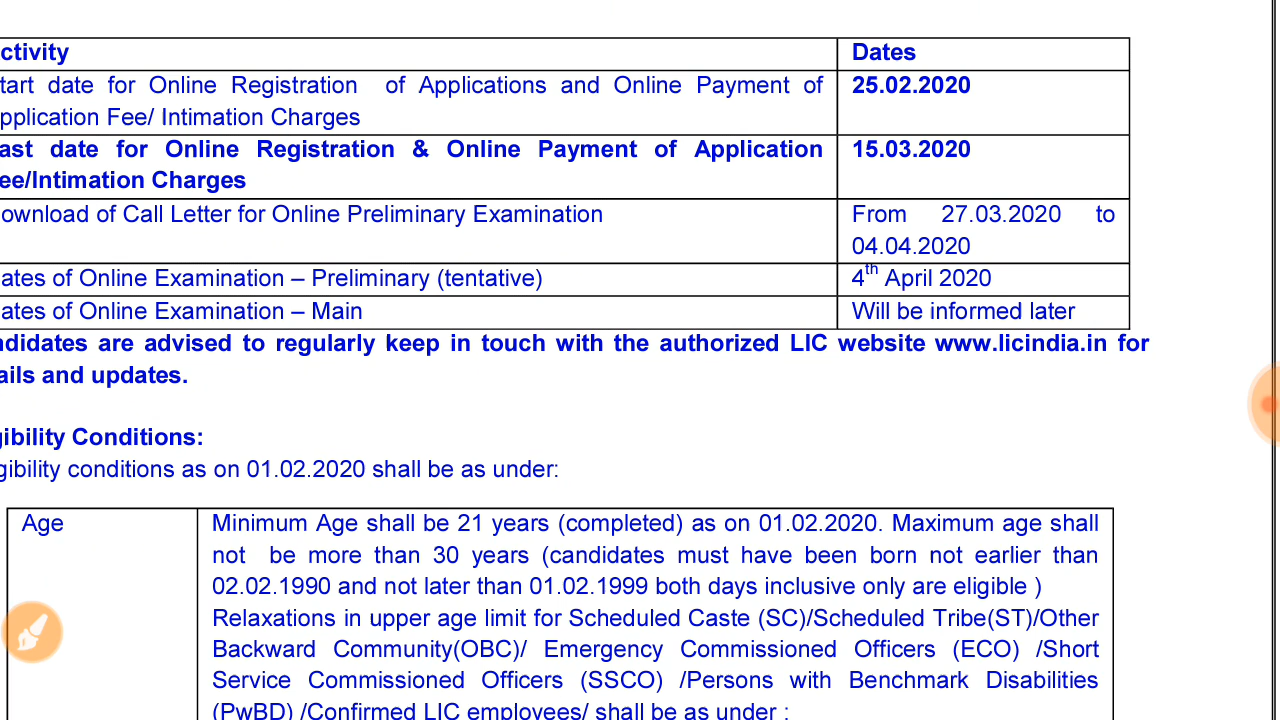 ctivity Dates
tart date for Online Registration of Applications and Online Payment of 25.02.2020
pplication Fee/ Intimation Charges
ast date for Online Registration & Online Payment of Application 15.03.2020
ee/Intimation Charges
ownload of Call Letter for Online Preliminary Examination From 27.03.2020 to
04.04.2020
ates of Online Examination – Preliminary (tentative) 4th April 2020
ates of Online Examination – Main Will be informed later
ndidates are advised to regularly keep in touch with the authorized LIC website www.licindia.in for
ails and updates.
gibility Conditions:
gibility conditions as on 01.02.2020 shall be as under:
Age Minimum Age shall be 21 years (completed) as on 01.02.2020. Maximum age shall
not be more than 30 years (candidates must have been born not earlier than
02.02.1990 and not later than 01.02.1999 both days inclusive only are eligible )
Relaxations in upper age limit for Scheduled Caste (SC)/Scheduled Tribe(ST)/Other
Backward Community(OBC)/ Emergency Commissioned Officers (ECO) /Short
Service Commissioned Officers (SSCO) /Persons with Benchmark Disabilities
(PwBD) /Confirmed LIC employees/ shall be as under :